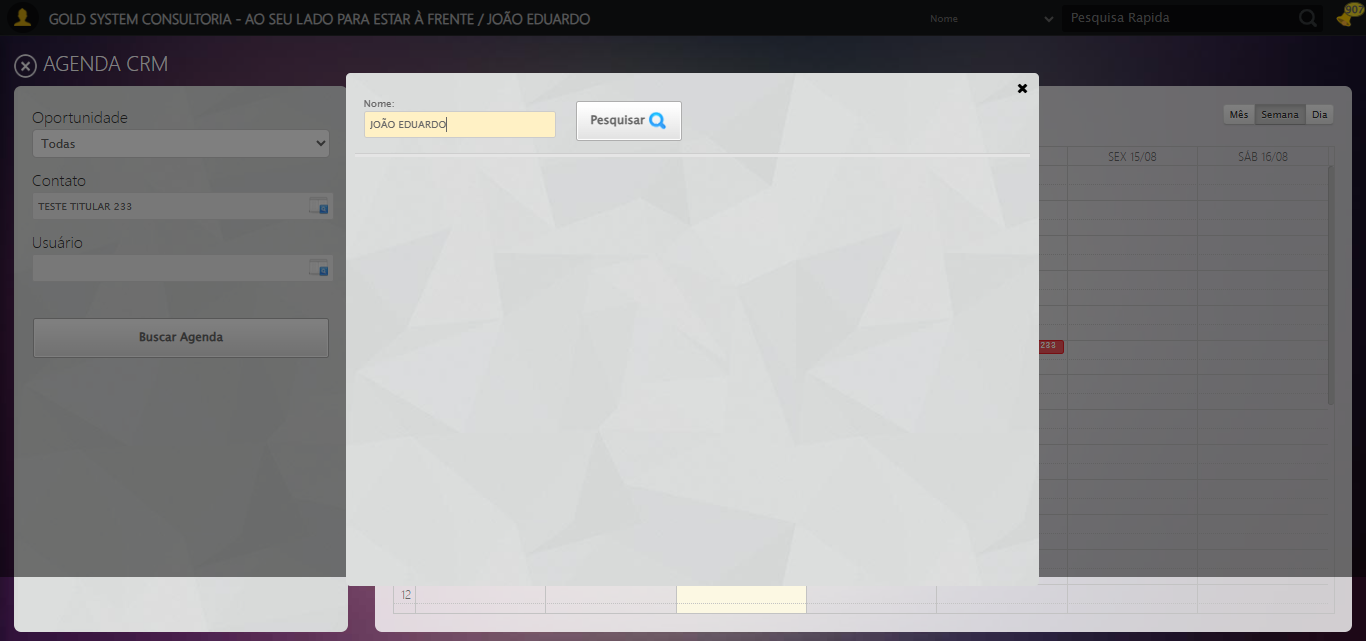 GOLD SYSTEM CONSULTORIA - AO SEU LADO PARA ESTAR À FRENTE / JOÃO EDUARDO
Nome
Pesquisa Rapida
907
AGENDA CRM
Oportunidade
Todas
Contato
TESTE TITULAR 233
Usuário
Buscar Agenda
Nome:
JOÃO EDUARDO
Pesquisar
Mês Semana Dia
SEX 15/08 SÁB 16/08
233
12